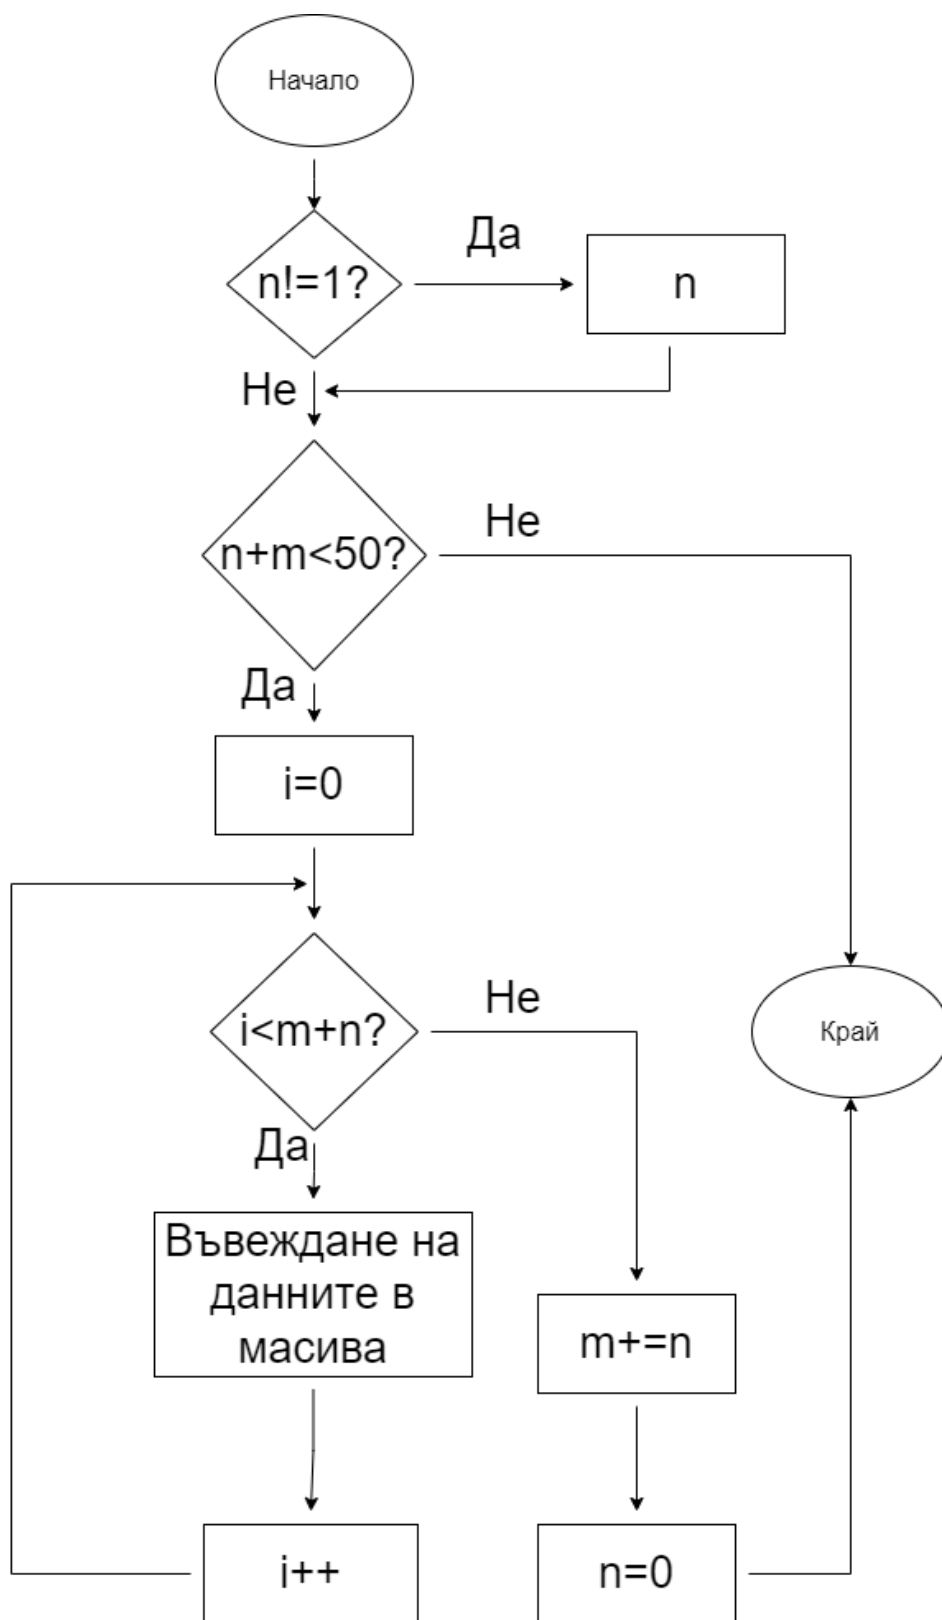 Начало
n!=1?
Да
n
Не
n+m<50?
Не
Да
i=0
i<m+n?
Не
Край
Да
Въвеждане на
данните в
масива
m+=n
i++
n=0